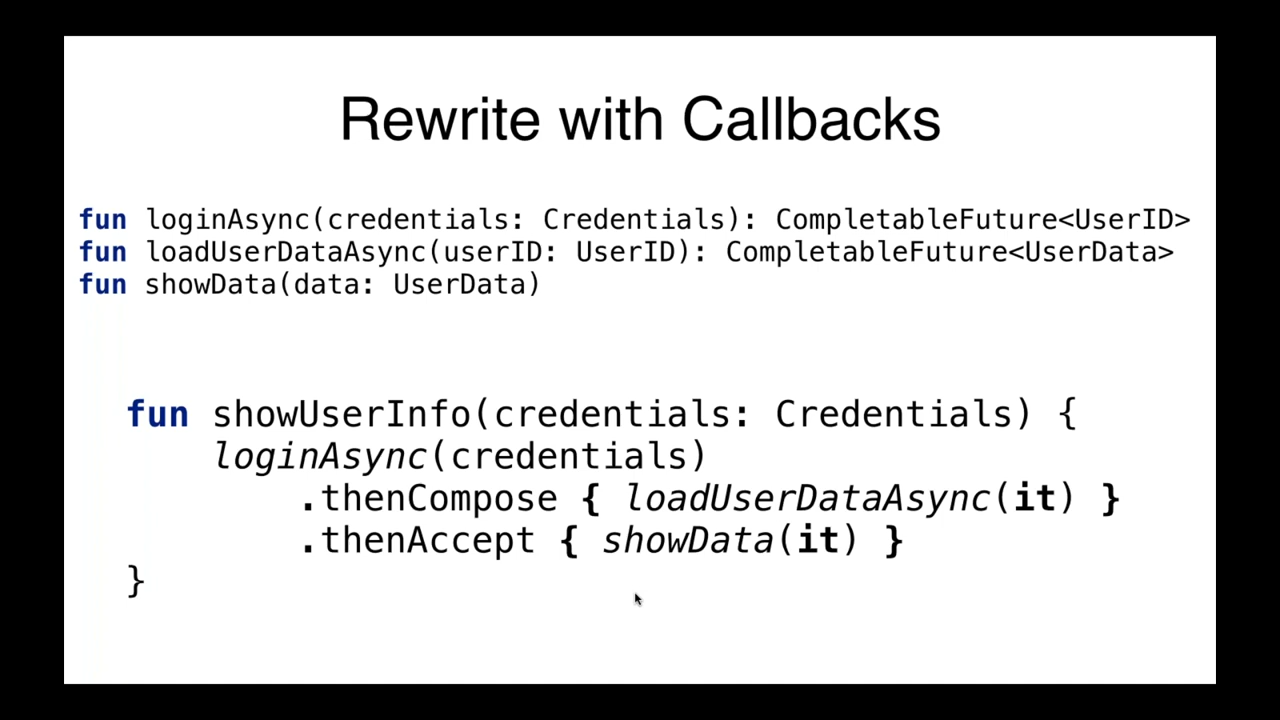 Rewrite with Callbacks
fun loginAsync(credentials: Credentials): CompletableFuture<UserID>
fun loadUserDataAsync(userID: UserID): CompletableFuture<UserData>
fun showData(data: UserData)
fun showUserInfo(credentials: Credentials) {
loginAsync(credentials)
.thenCompose { loadUserDataAsync(it) }
.thenAccept { showData(it) }
}